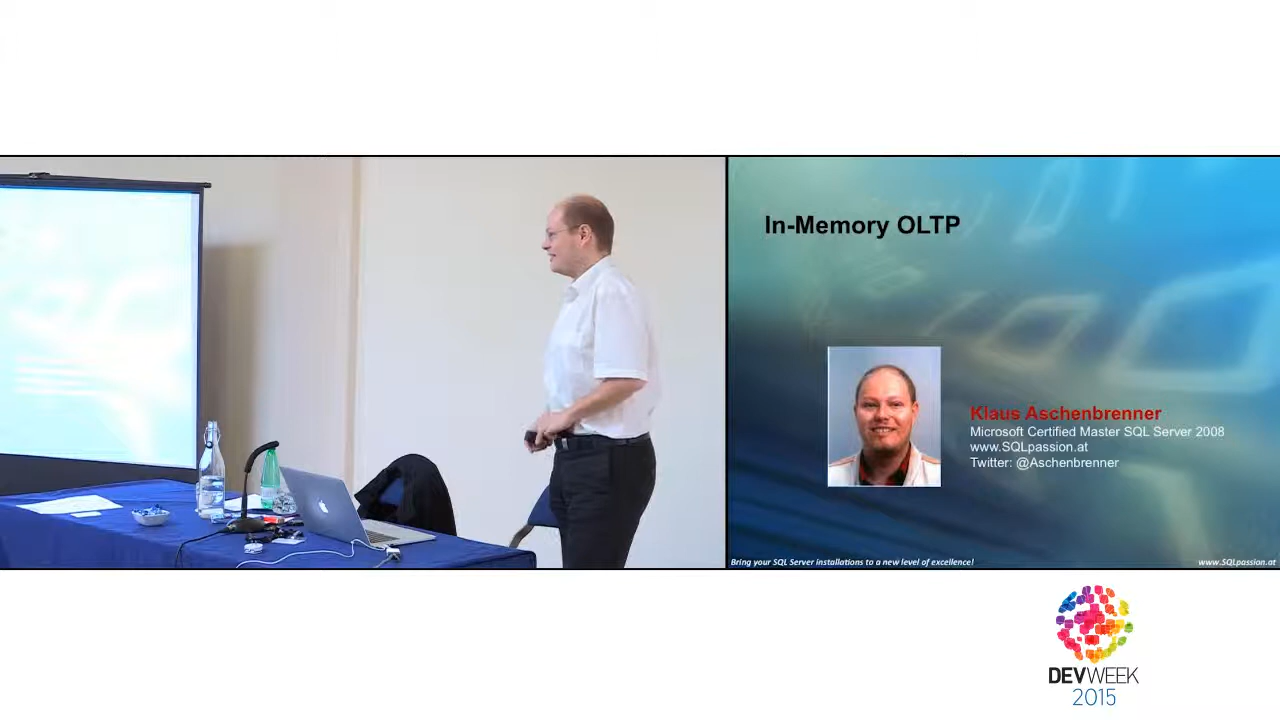 In-Memory OLTP
Klaus Aschenbrenner
Microsoft Certified Master SQL Server 2008
www.SQLpassion.at
Twitter: @Aschenbrenner
Bring your SQL Server installations to a new level of excellence!
www.SQLpassion.at
DEVWEEK
2015